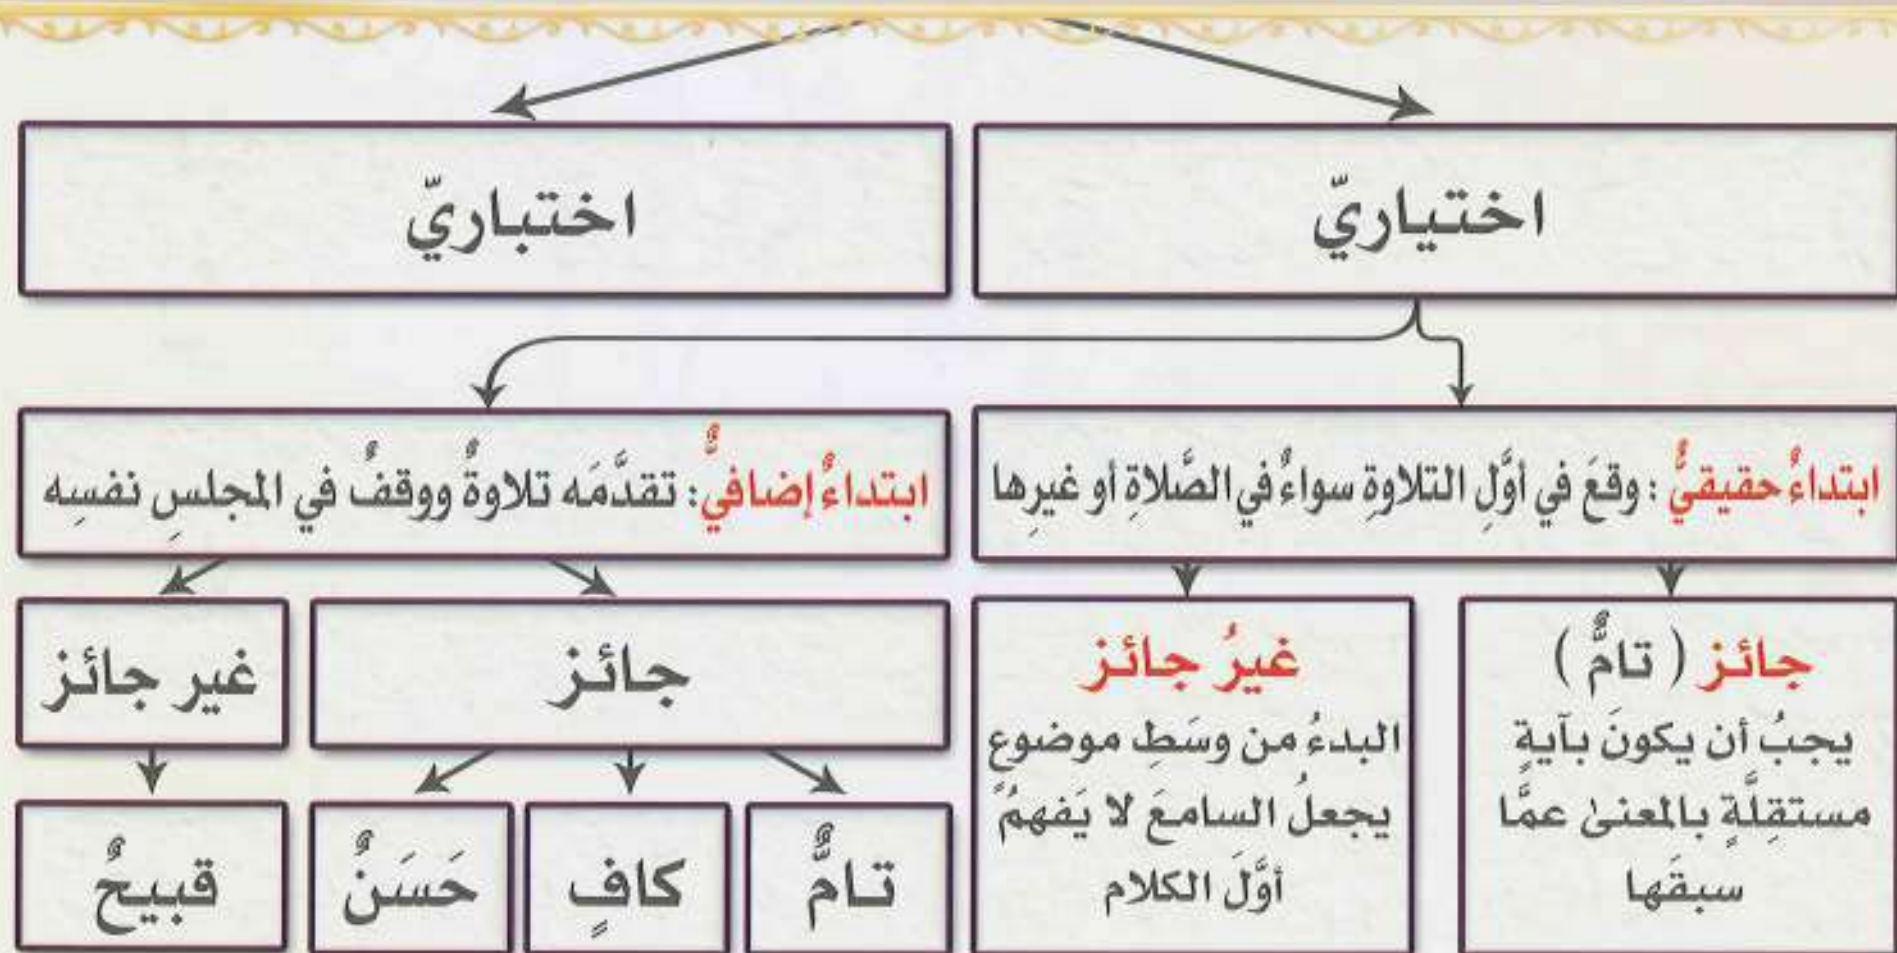 اختياريّ
اختباريّ
ابتداءٌ حقيقيٌّ : وقعَ في أوَّلِ التلاوةِ سواءٌ في الصَّلاةِ أو غيرِها
ابتداءٌ إضافيٌّ: تقدَّمَه تلاوةٌ ووقفٌ في المجلسِ نفسِه
جائز ( تامٌّ )
يجبُ أن يكونَ بآيةٍ
مستقِلَّةٍ بالمعنىٰ عمَّا
سبقَها
غيرُ جائز
البدءُ من وسَطِ موضوعٍ
يجعلُ السامعَ لا يَفهمُ
أوَّلَ الكلام
جائز
غير جائز
تامٌّ
كافٍ
حَسَنٌ
قبيحٌ